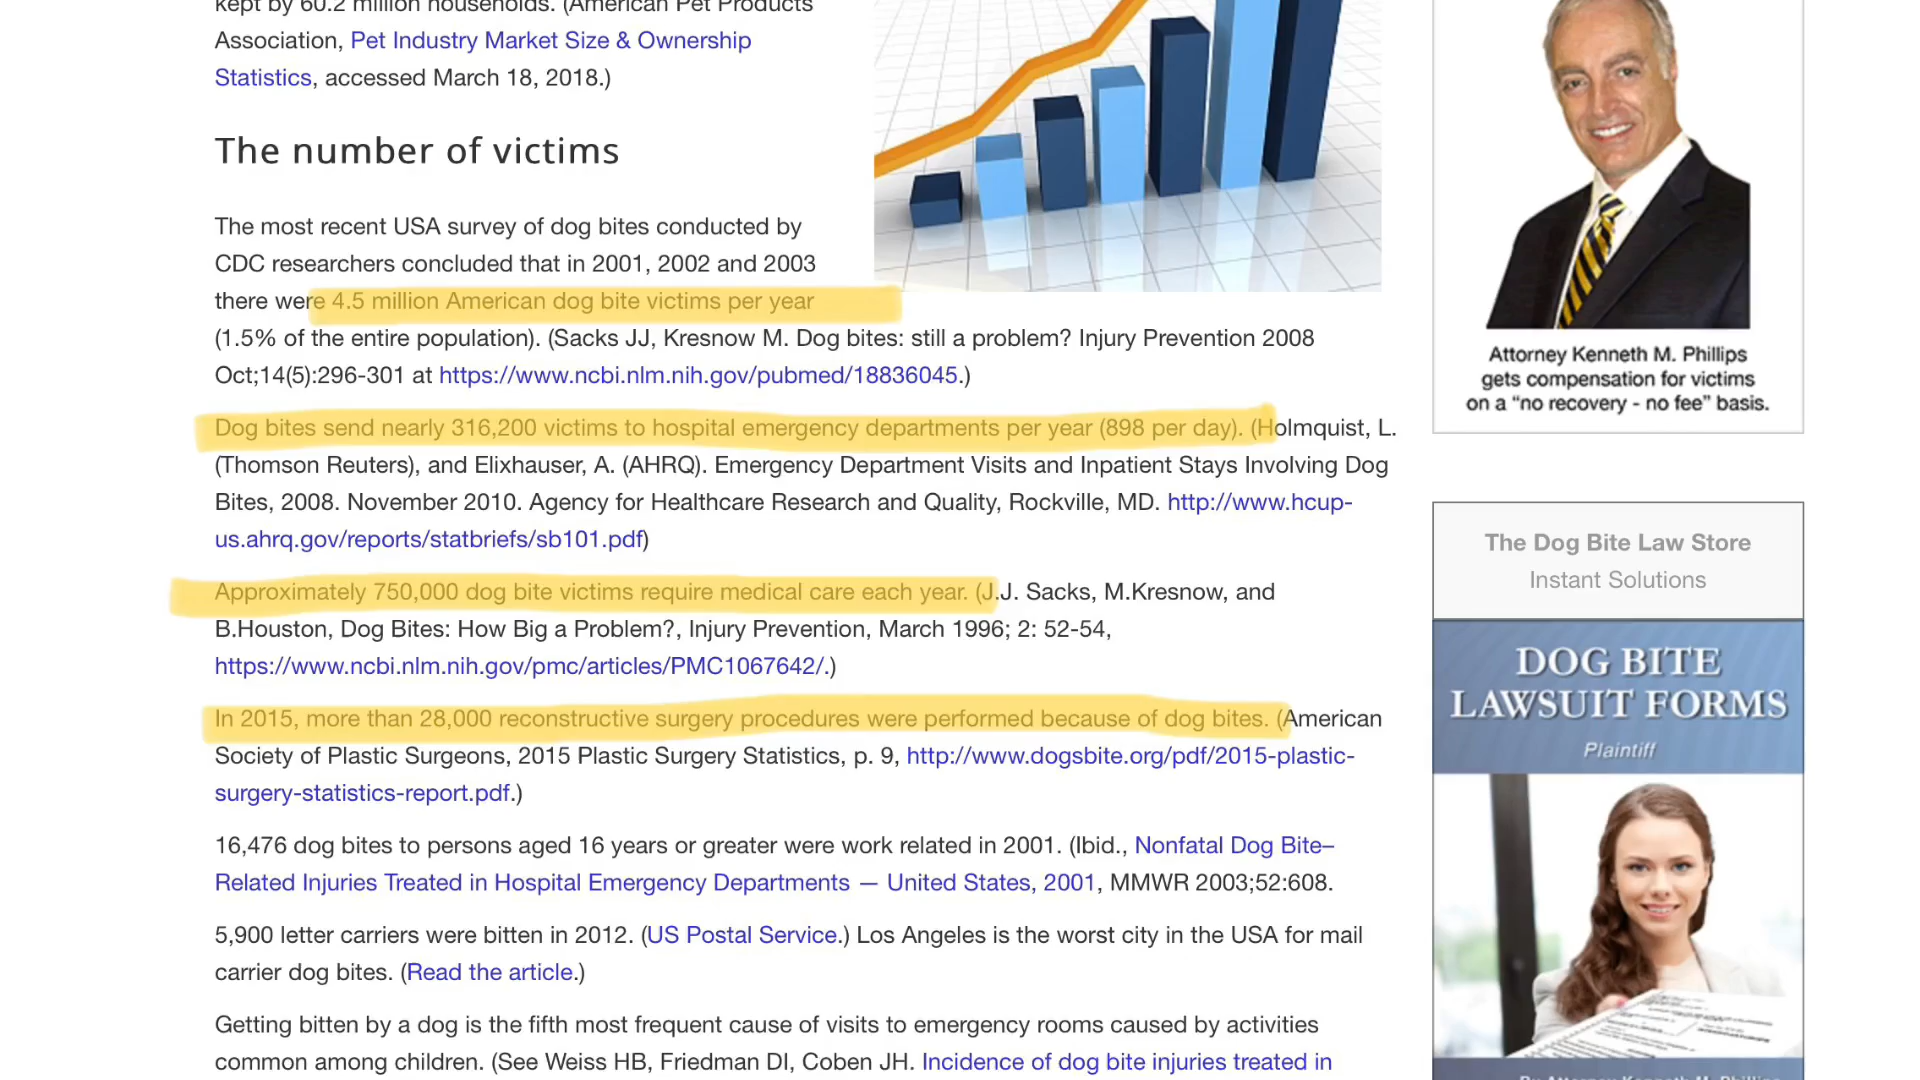 kept by 60.2 million households. (American Pet Products
Association, Pet Industry Market Size & Ownership
Statistics, accessed March 18, 2018.)
The number of victims
The most recent USA survey of dog bites conducted by
CDC researchers concluded that in 2001, 2002 and 2003
there were 4.5 million American dog bite victims per year
(1.5% of the entire population). (Sacks JJ, Kresnow M. Dog bites: still a problem? Injury Prevention 2008
Oct;14(5):296-301 at https://www.ncbi.nlm.nih.gov/pubmed/18836045.)
Dog bites send nearly 316,200 victims to hospital emergency departments per year (898 per day). (Holmquist, L.
(Thomson Reuters), and Elixhauser, A. (AHRQ). Emergency Department Visits and Inpatient Stays Involving Dog
Bites, 2008. November 2010. Agency for Healthcare Research and Quality, Rockville, MD. http://www.hcup-
us.ahrq.gov/reports/statbriefs/sb101.pdf)
Approximately 750,000 dog bite victims require medical care each year. (J.J. Sacks, M.Kresnow, and
B.Houston, Dog Bites: How Big a Problem?, Injury Prevention, March 1996; 2: 52-54,
https://www.ncbi.nlm.nih.gov/pmc/articles/PMC1067642/.)
In 2015, more than 28,000 reconstructive surgery procedures were performed because of dog bites. (American
Society of Plastic Surgeons, 2015 Plastic Surgery Statistics, p. 9, http://www.dogsbite.org/pdf/2015-plastic-
surgery-statistics-report.pdf.)
16,476 dog bites to persons aged 16 years or greater were work related in 2001. (Ibid., Nonfatal Dog Bite–
Related Injuries Treated in Hospital Emergency Departments — United States, 2001, MMWR 2003;52:608.
5,900 letter carriers were bitten in 2012. (US Postal Service.) Los Angeles is the worst city in the USA for mail
carrier dog bites. (Read the article.)
Getting bitten by a dog is the fifth most frequent cause of visits to emergency rooms caused by activities
common among children. (See Weiss HB, Friedman DI, Coben JH. Incidence of dog bite injuries treated in
Attorney Kenneth M. Phillips
gets compensation for victims
on a “no recovery - no fee” basis.
The Dog Bite Law Store
Instant Solutions
DOG BITE
LAWSUIT FORMS
Plaintiff
By Attorney Kenneth M. Phillips